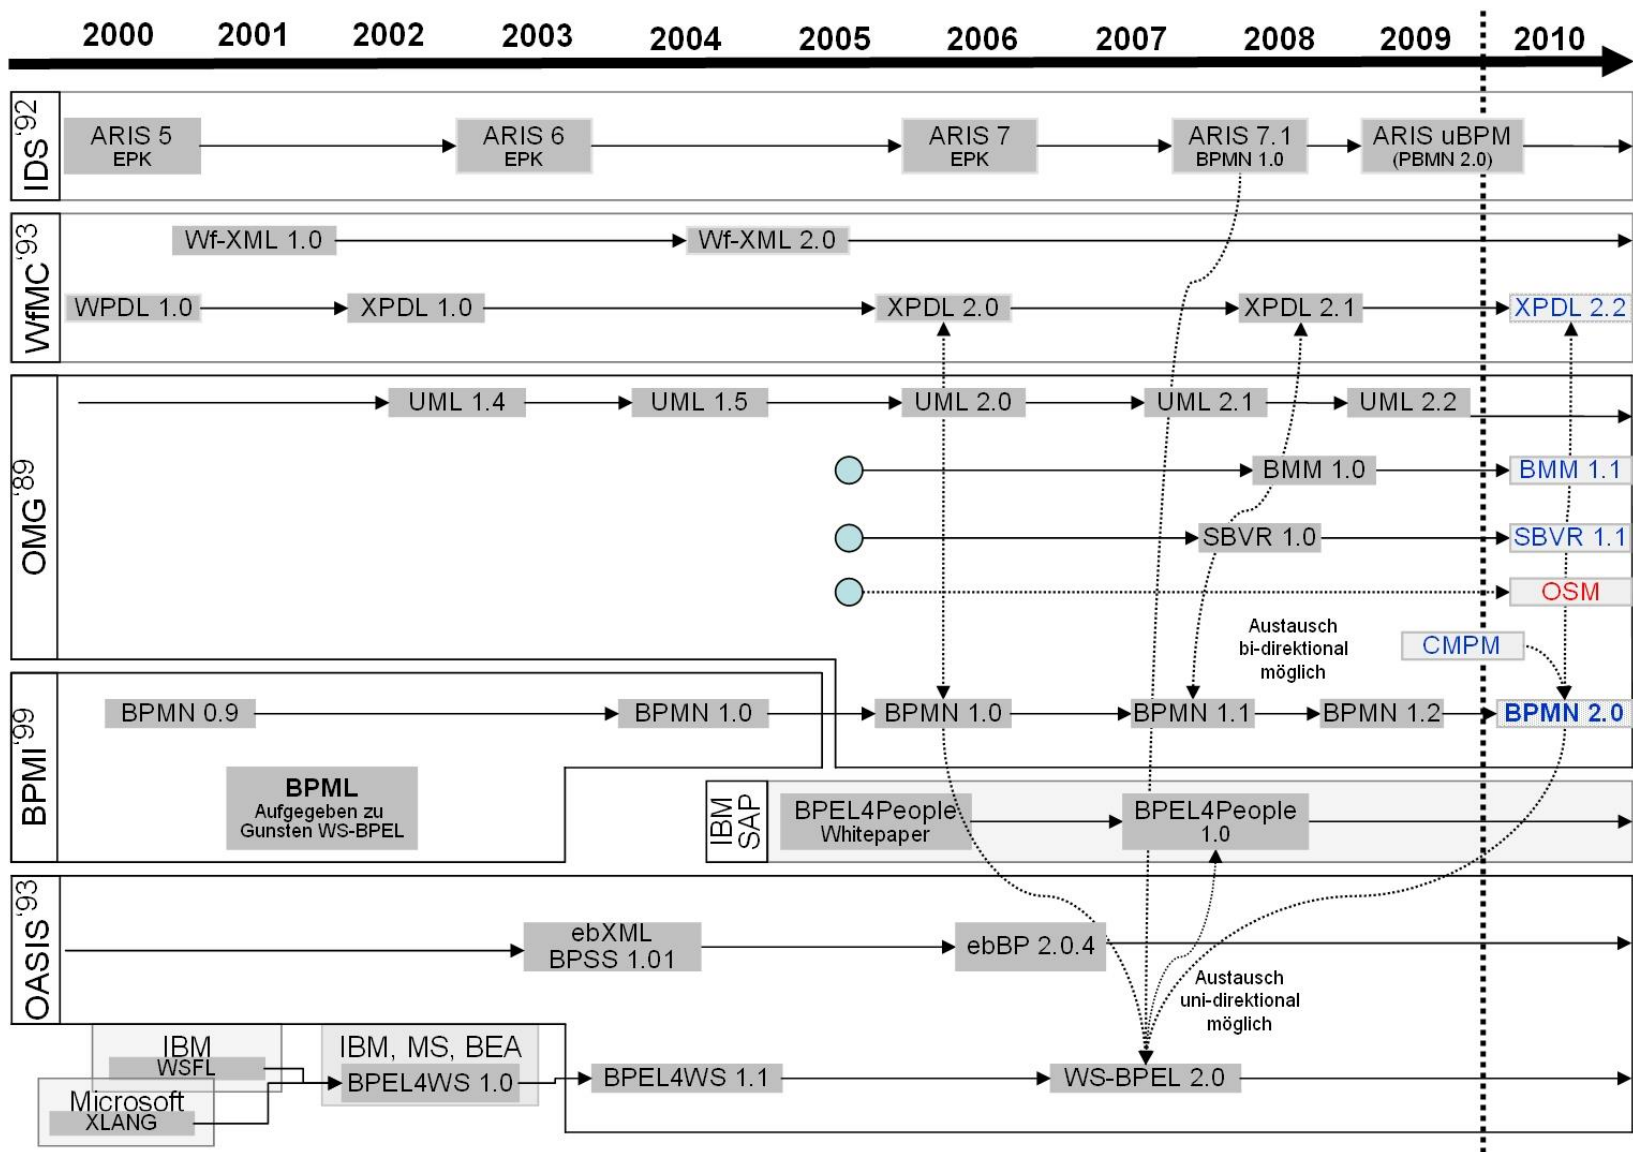 2000 2001 2002 2003 2004 2005 2006 2007 2008 2009 2010
IDS '92
ARIS 5
EPK
ARIS 6
EPK
ARIS 7
EPK
ARIS 7.1
BPMN 1.0
ARIS uBPM
(PBMN 2.0)
WfMC '93
Wf-XML 1.0
Wf-XML 2.0
WPDL 1.0
XPDL 1.0
XPDL 2.0
XPDL 2.1
XPDL 2.2
OMG '89
UML 1.4
UML 1.5
UML 2.0
UML 2.1
UML 2.2
BMM 1.0
BMM 1.1
SBVR 1.0
SBVR 1.1
OSM
Austausch
bi-direktional
möglich
CMPM
BPMI '99
BPMN 0.9
BPMN 1.0
BPMN 1.0
BPMN 1.1
BPMN 1.2
BPMN 2.0
BPML
Aufgegeben zu
Gunsten WS-BPEL
IBM
SAP
BPEL4People
Whitepaper
BPEL4People
1.0
OASIS '93
ebXML
BPSS 1.01
ebBP 2.0.4
Austausch
uni-direktional
möglich
IBM
WSFL
Microsoft
XLANG
IBM, MS, BEA
BPEL4WS 1.0
BPEL4WS 1.1
WS-BPEL 2.0